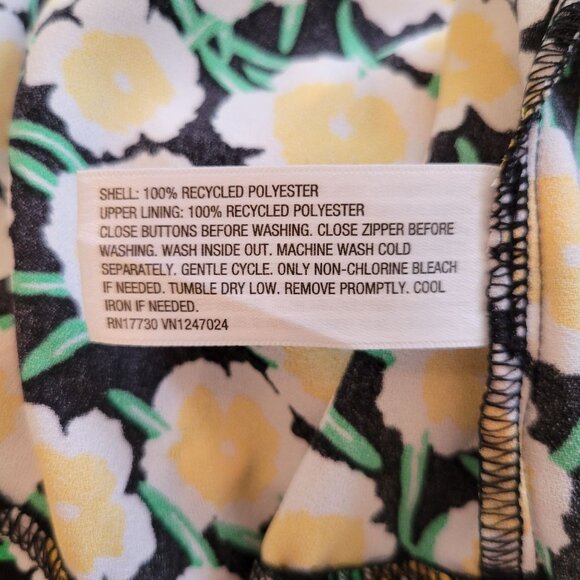 SHELL: 100% RECYCLED POLYESTER
UPPER LINING: 100% RECYCLED POLYESTER
CLOSE BUTTONS BEFORE WASHING. CLOSE ZIPPER BEFORE
WASHING. WASH INSIDE OUT. MACHINE WASH COLD
SEPARATELY. GENTLE CYCLE. ONLY NON-CHLORINE BLEACH
IF NEEDED. TUMBLE DRY LOW. REMOVE PROMPTLY. COOL
IRON IF NEEDED.
RN17730 VN1247024